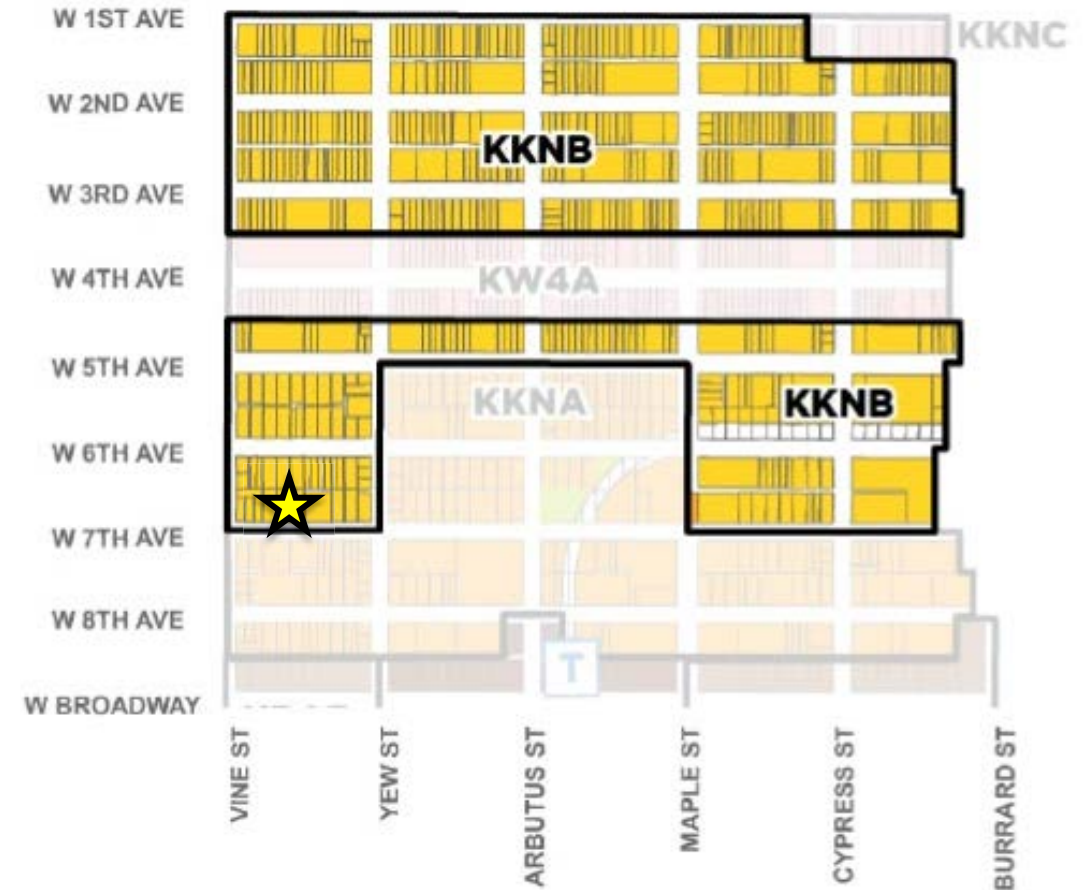 W 1ST AVE
KKNC
W 2ND AVE
KKNB
W 3RD AVE
W 4TH AVE
KW4A
W 5TH AVE
KKNA
KKNB
W 6TH AVE
W 7TH AVE
W 8TH AVE
T
W BROADWAY
VINE ST
YEW ST
ARBUTUS ST
MAPLE ST
CYPRESS ST
BURRARD ST